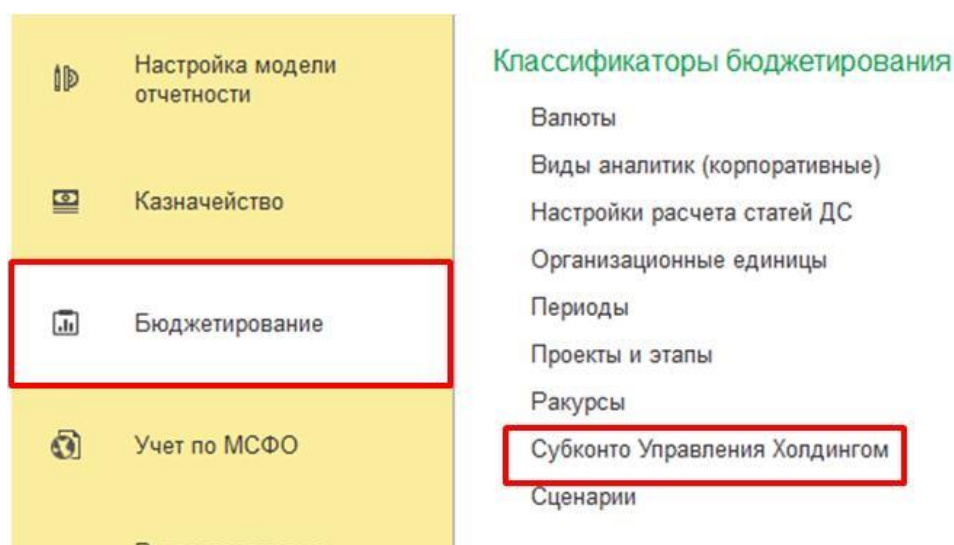 Настройка модели
отчетности
Казначейство
Бюджетирование
Учет по МСФО
Классификаторы бюджетирования
Валюты
Виды аналитик (корпоративные)
Настройки расчета статей ДС
Организационные единицы
Периоды
Проекты и этапы
Ракурсы
Субконто Управления Холдингом
Сценарии